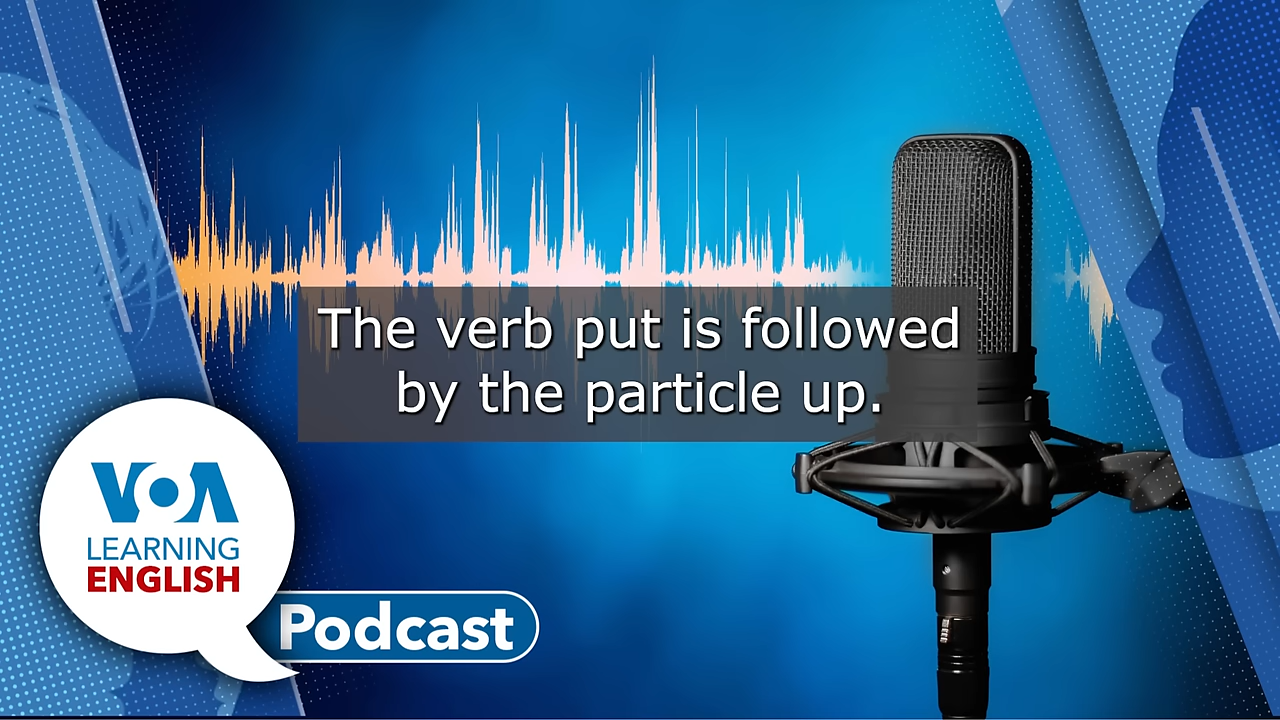 The verb put is followed
by the particle up.
VOA
LEARNING
ENGLISH
Podcast